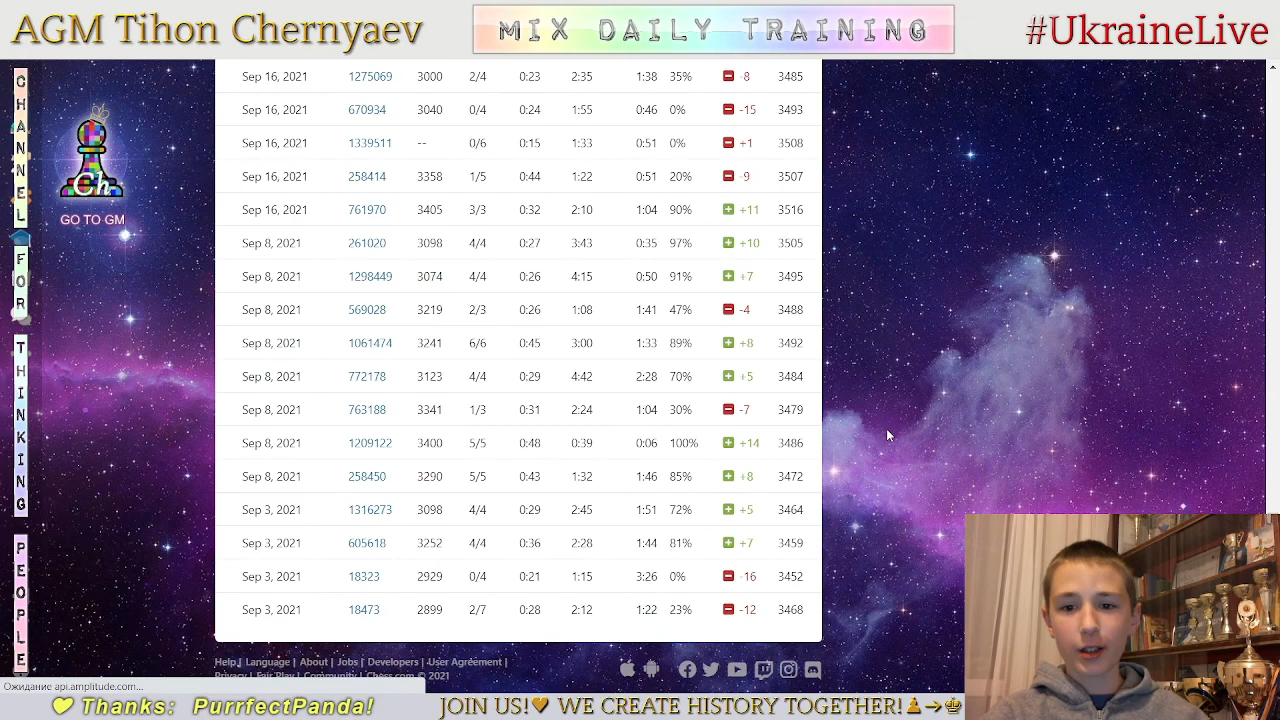 AGM Tihon Chernyaev
MIX DAILY TRAINING
#UkraineLive
CHANNEL FOR THINKING PEOPLE
Ch
GO TO GM
Sep 16, 2021 1275069 3000 2/4 0:23 2:35 1:38 35% -8 3485
Sep 16, 2021 670934 3040 0/4 0:24 1:55 0:46 0% -15 3493
Sep 16, 2021 1339511 -- 0/6 0:15 1:33 0:51 0% +1 3508
Sep 16, 2021 258414 3358 1/5 0:44 1:22 0:51 20% -9 3507
Sep 16, 2021 761970 3405 3/3 0:32 2:10 1:04 90% +11 3516
Sep 8, 2021 261020 3098 4/4 0:27 3:43 0:35 97% +10 3505
Sep 8, 2021 1298449 3074 4/4 0:26 4:15 0:50 91% +7 3495
Sep 8, 2021 569028 3219 2/3 0:26 1:08 1:41 47% -4 3488
Sep 8, 2021 1061474 3241 6/6 0:45 3:00 1:33 89% +8 3492
Sep 8, 2021 772178 3123 4/4 0:29 4:42 2:28 70% +5 3484
Sep 8, 2021 763188 3341 1/3 0:31 2:24 1:04 30% -7 3479
Sep 8, 2021 1209122 3400 5/5 0:48 0:39 0:06 100% +14 3486
Sep 8, 2021 258450 3290 5/5 0:43 1:32 1:46 85% +8 3472
Sep 3, 2021 1316273 3098 4/4 0:29 2:45 1:51 72% +5 3464
Sep 3, 2021 605618 3252 4/4 0:36 2:28 1:44 81% +7 3459
Sep 3, 2021 18323 2929 0/4 0:21 1:15 3:26 0% -16 3452
Sep 3, 2021 18473 2899 2/7 0:28 2:12 1:22 23% -12 3468
Help | Language | About | Jobs | Developers | User Agreement |
Privacy | Fair Play | Community | Chess.com © 2021
Ожидание api.amplitude.com...
Thanks: PurrfectPanda!
JOIN US! WE CREATE HISTORY TOGETHER!